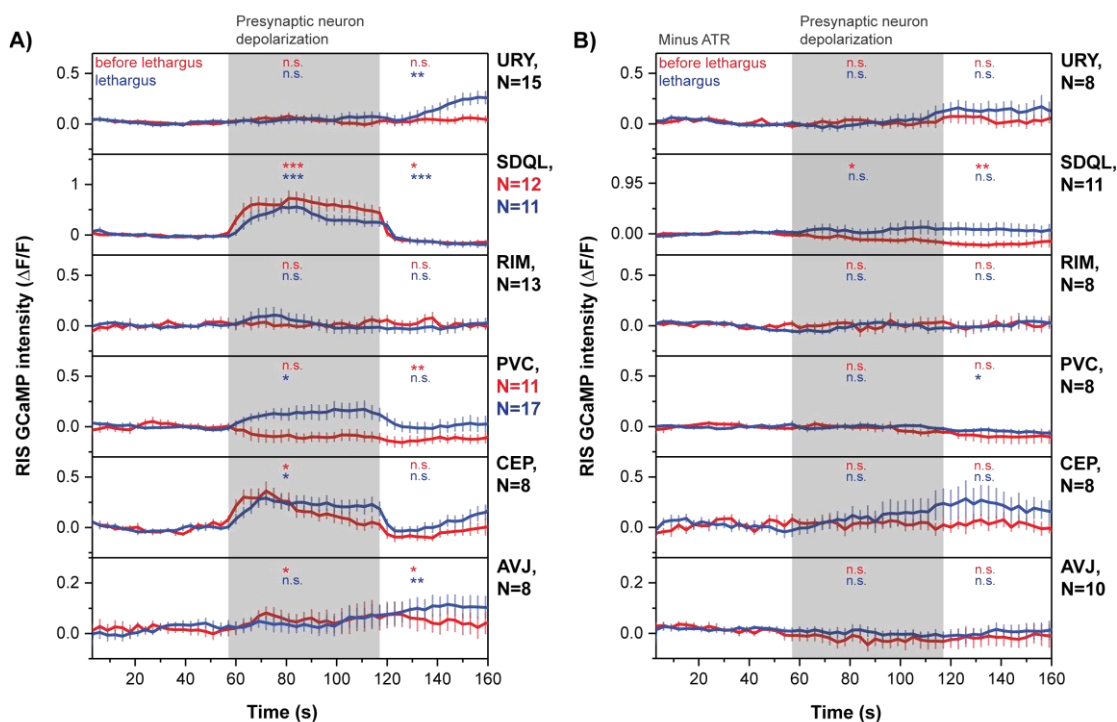 A)
Presynaptic neuron
depolarization
before lethargus
lethargus
n.s.
n.s.
n.s.
**
URY,
N=15
0.5
0.0
***
***
*
***
SDQL,
N=12
N=11
1
0
n.s.
n.s.
n.s.
n.s.
RIM,
N=13
0.5
0.0
n.s.
*
**
n.s.
PVC,
N=11
N=17
0.5
0.0
*
*
n.s.
n.s.
CEP,
N=8
0.5
0.0
*
n.s.
*
**
AVJ,
N=8
0.2
0.0
RIS GCaMP intensity (ΔF/F)
0 20 40 60 80 100 120 140 160
Time (s)
B)
Minus ATR
Presynaptic neuron
depolarization
before lethargus
lethargus
n.s.
n.s.
n.s.
n.s.
URY,
N=8
0.5
0.0
*
n.s.
**
n.s.
SDQL,
N=11
0.95
0.00
n.s.
n.s.
n.s.
n.s.
RIM,
N=8
0.5
0.0
n.s.
n.s.
n.s.
*
PVC,
N=8
0.5
0.0
n.s.
n.s.
n.s.
n.s.
CEP,
N=8
0.5
0.0
n.s.
n.s.
n.s.
n.s.
AVJ,
N=10
0.2
0.0
RIS GCaMP intensity (ΔF/F)
0 20 40 60 80 100 120 140 160
Time (s)